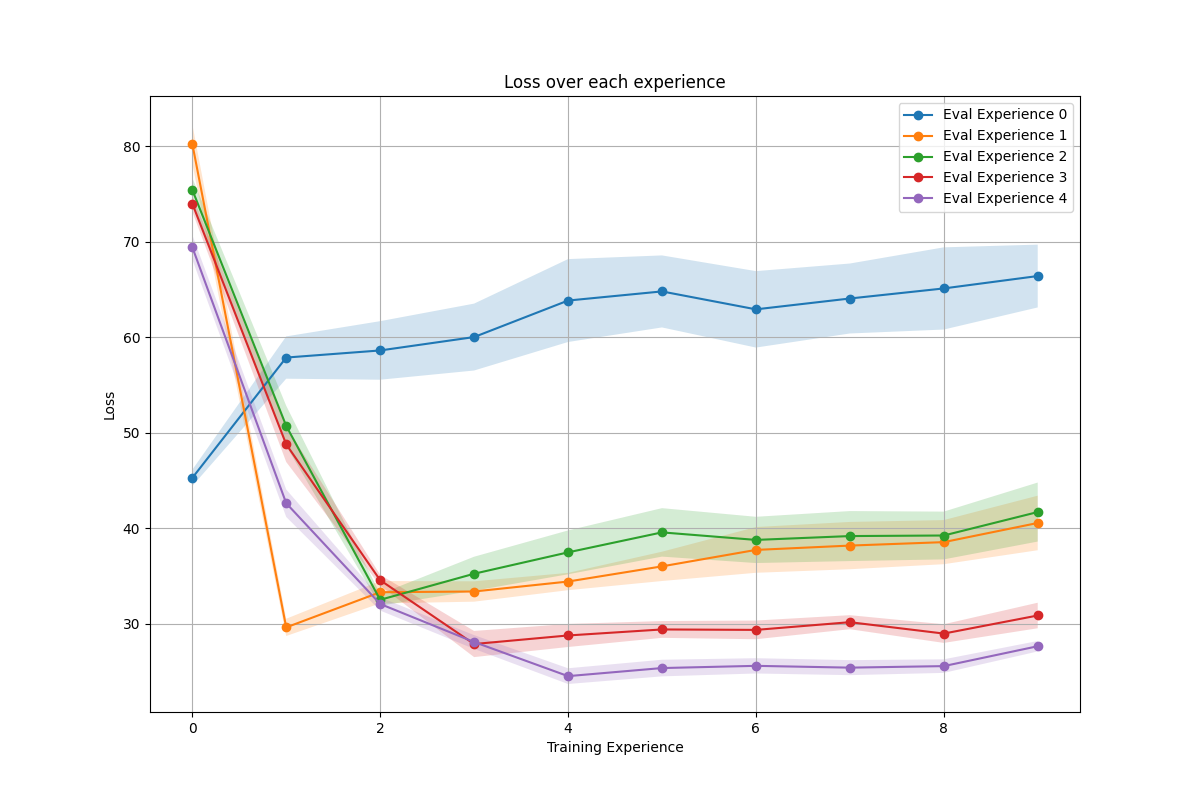 Loss over each experience
Eval Experience 0
Eval Experience 1
Eval Experience 2
Eval Experience 3
Eval Experience 4
80
70
60
50
40
30
Loss
0 2 4 6 8
Training Experience